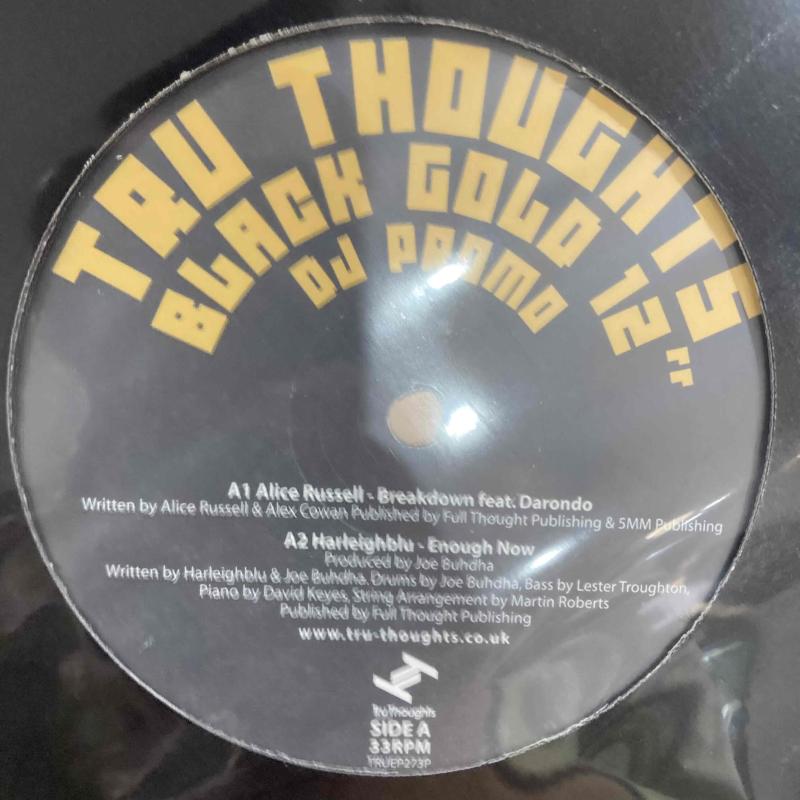 TRU THOUGHTS
BLACK GOLD 12"
DJ PROMO
A1 Alice Russell - Breakdown feat. Darondo
Written by Alice Russell & Alex Cowan Published by Full Thought Publishing & 5MM Publishing
A2 Harleighblu - Enough Now
Produced by Joe Buhdha
Written by Harleighblu & Joe Buhdha. Drums by Joe Buhdha, Bass by Lester Troughton,
Piano by David Keyes, String Arrangement by Martin Roberts
Published by Full Thought Publishing
www.tru-thoughts.co.uk
Tru Thoughts
SIDE A
33RPM
TRUEP273P